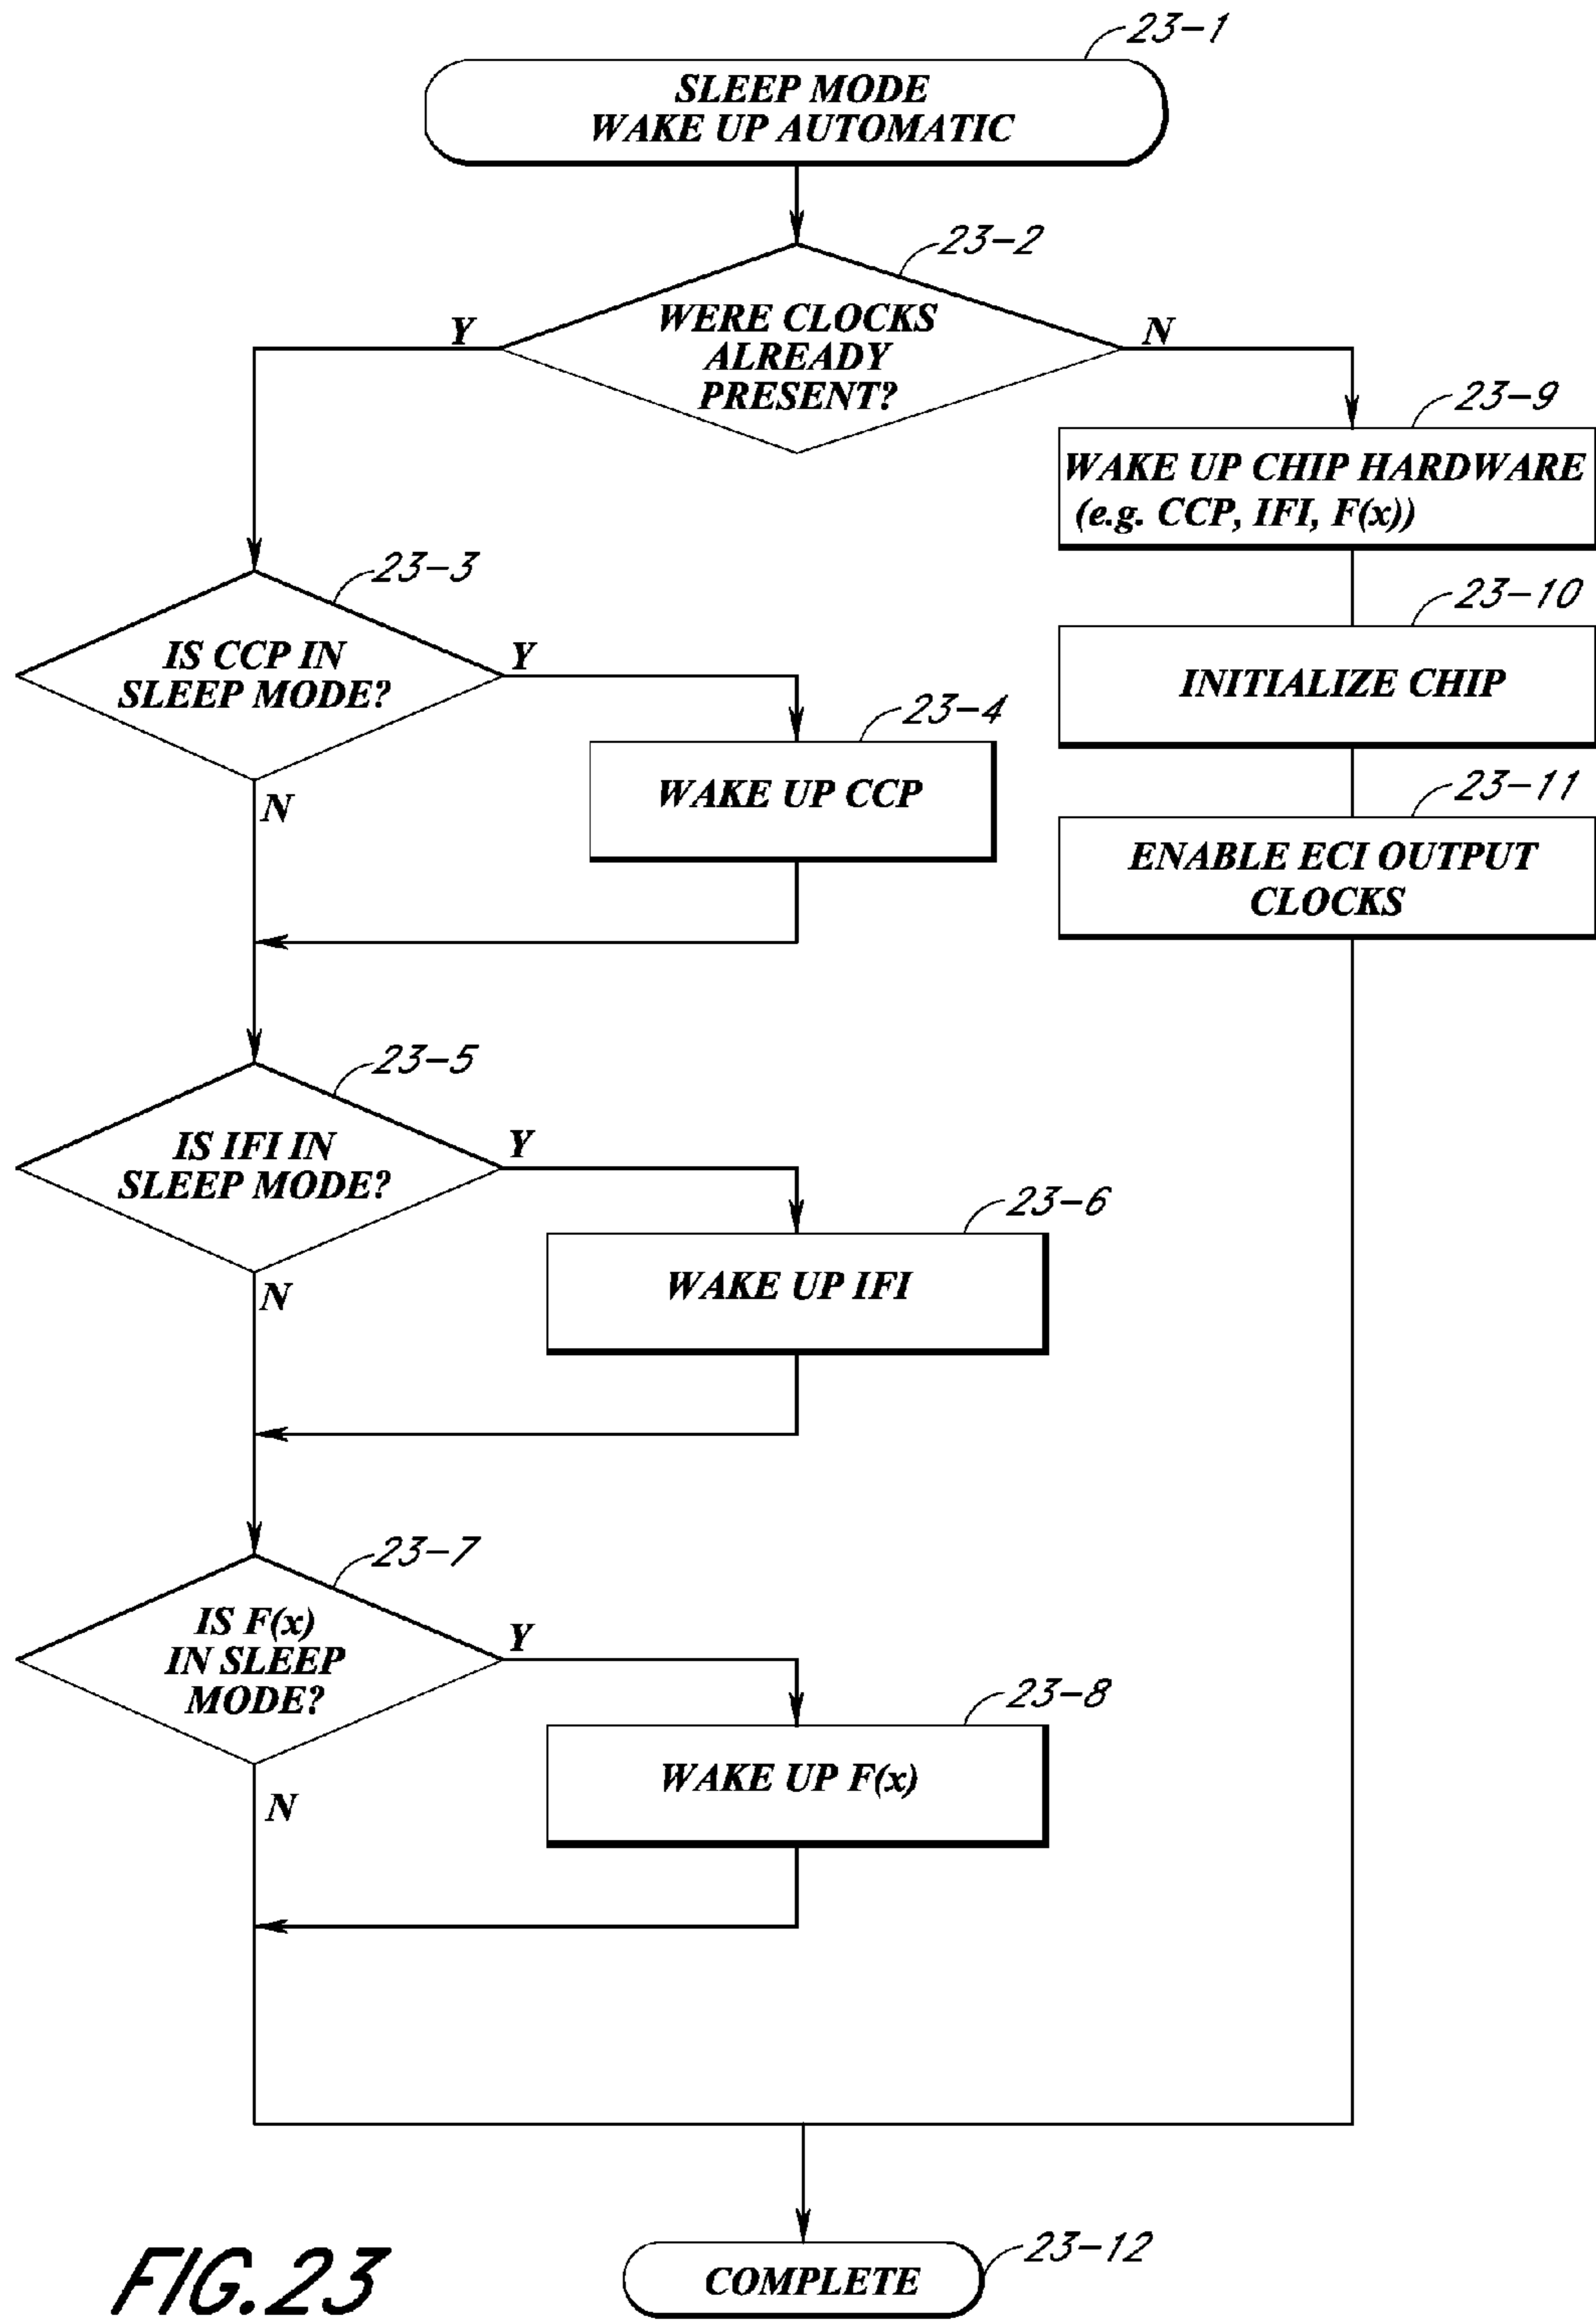 23-1
SLEEP MODE
WAKE UP AUTOMATIC
23-2
WERE CLOCKS
ALREADY
PRESENT?
Y
N
23-9
WAKE UP CHIP HARDWARE
(e.g. CCP, IFI, F(x))
23-3
IS CCP IN
SLEEP MODE?
Y
N
23-10
INITIALIZE CHIP
23-4
WAKE UP CCP
23-11
ENABLE ECI OUTPUT
CLOCKS
23-5
IS IFI IN
SLEEP MODE?
Y
N
23-6
WAKE UP IFI
23-7
IS F(x)
IN SLEEP
MODE?
Y
N
23-8
WAKE UP F(x)
23-12
COMPLETE
FIG.23